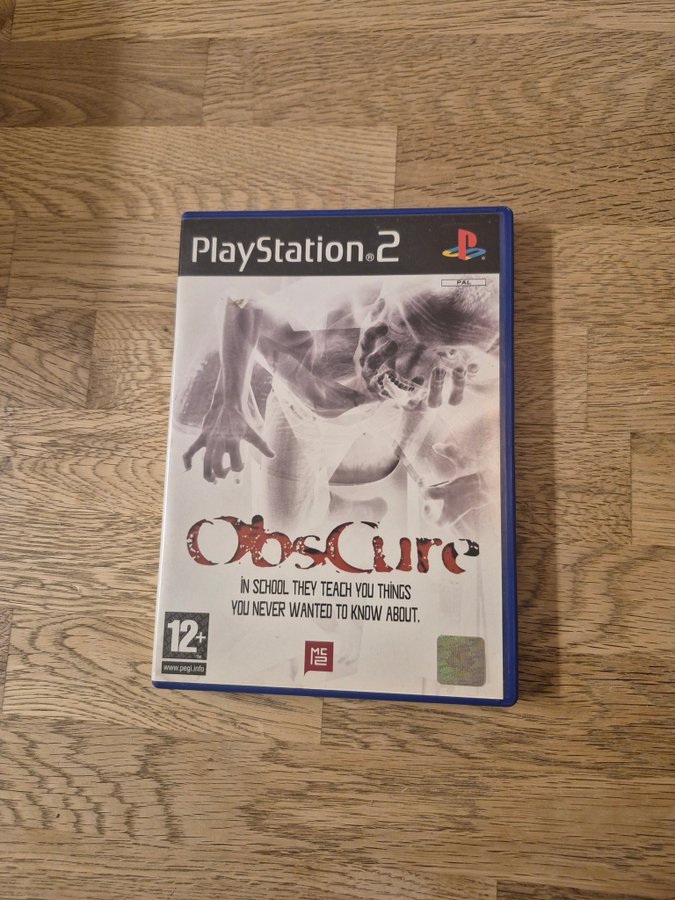 PlayStation®2
PAL
ObsCure
IN SCHOOL THEY TEACH YOU THINGS
YOU NEVER WANTED TO KNOW ABOUT.
12+
www.pegi.info
MC2